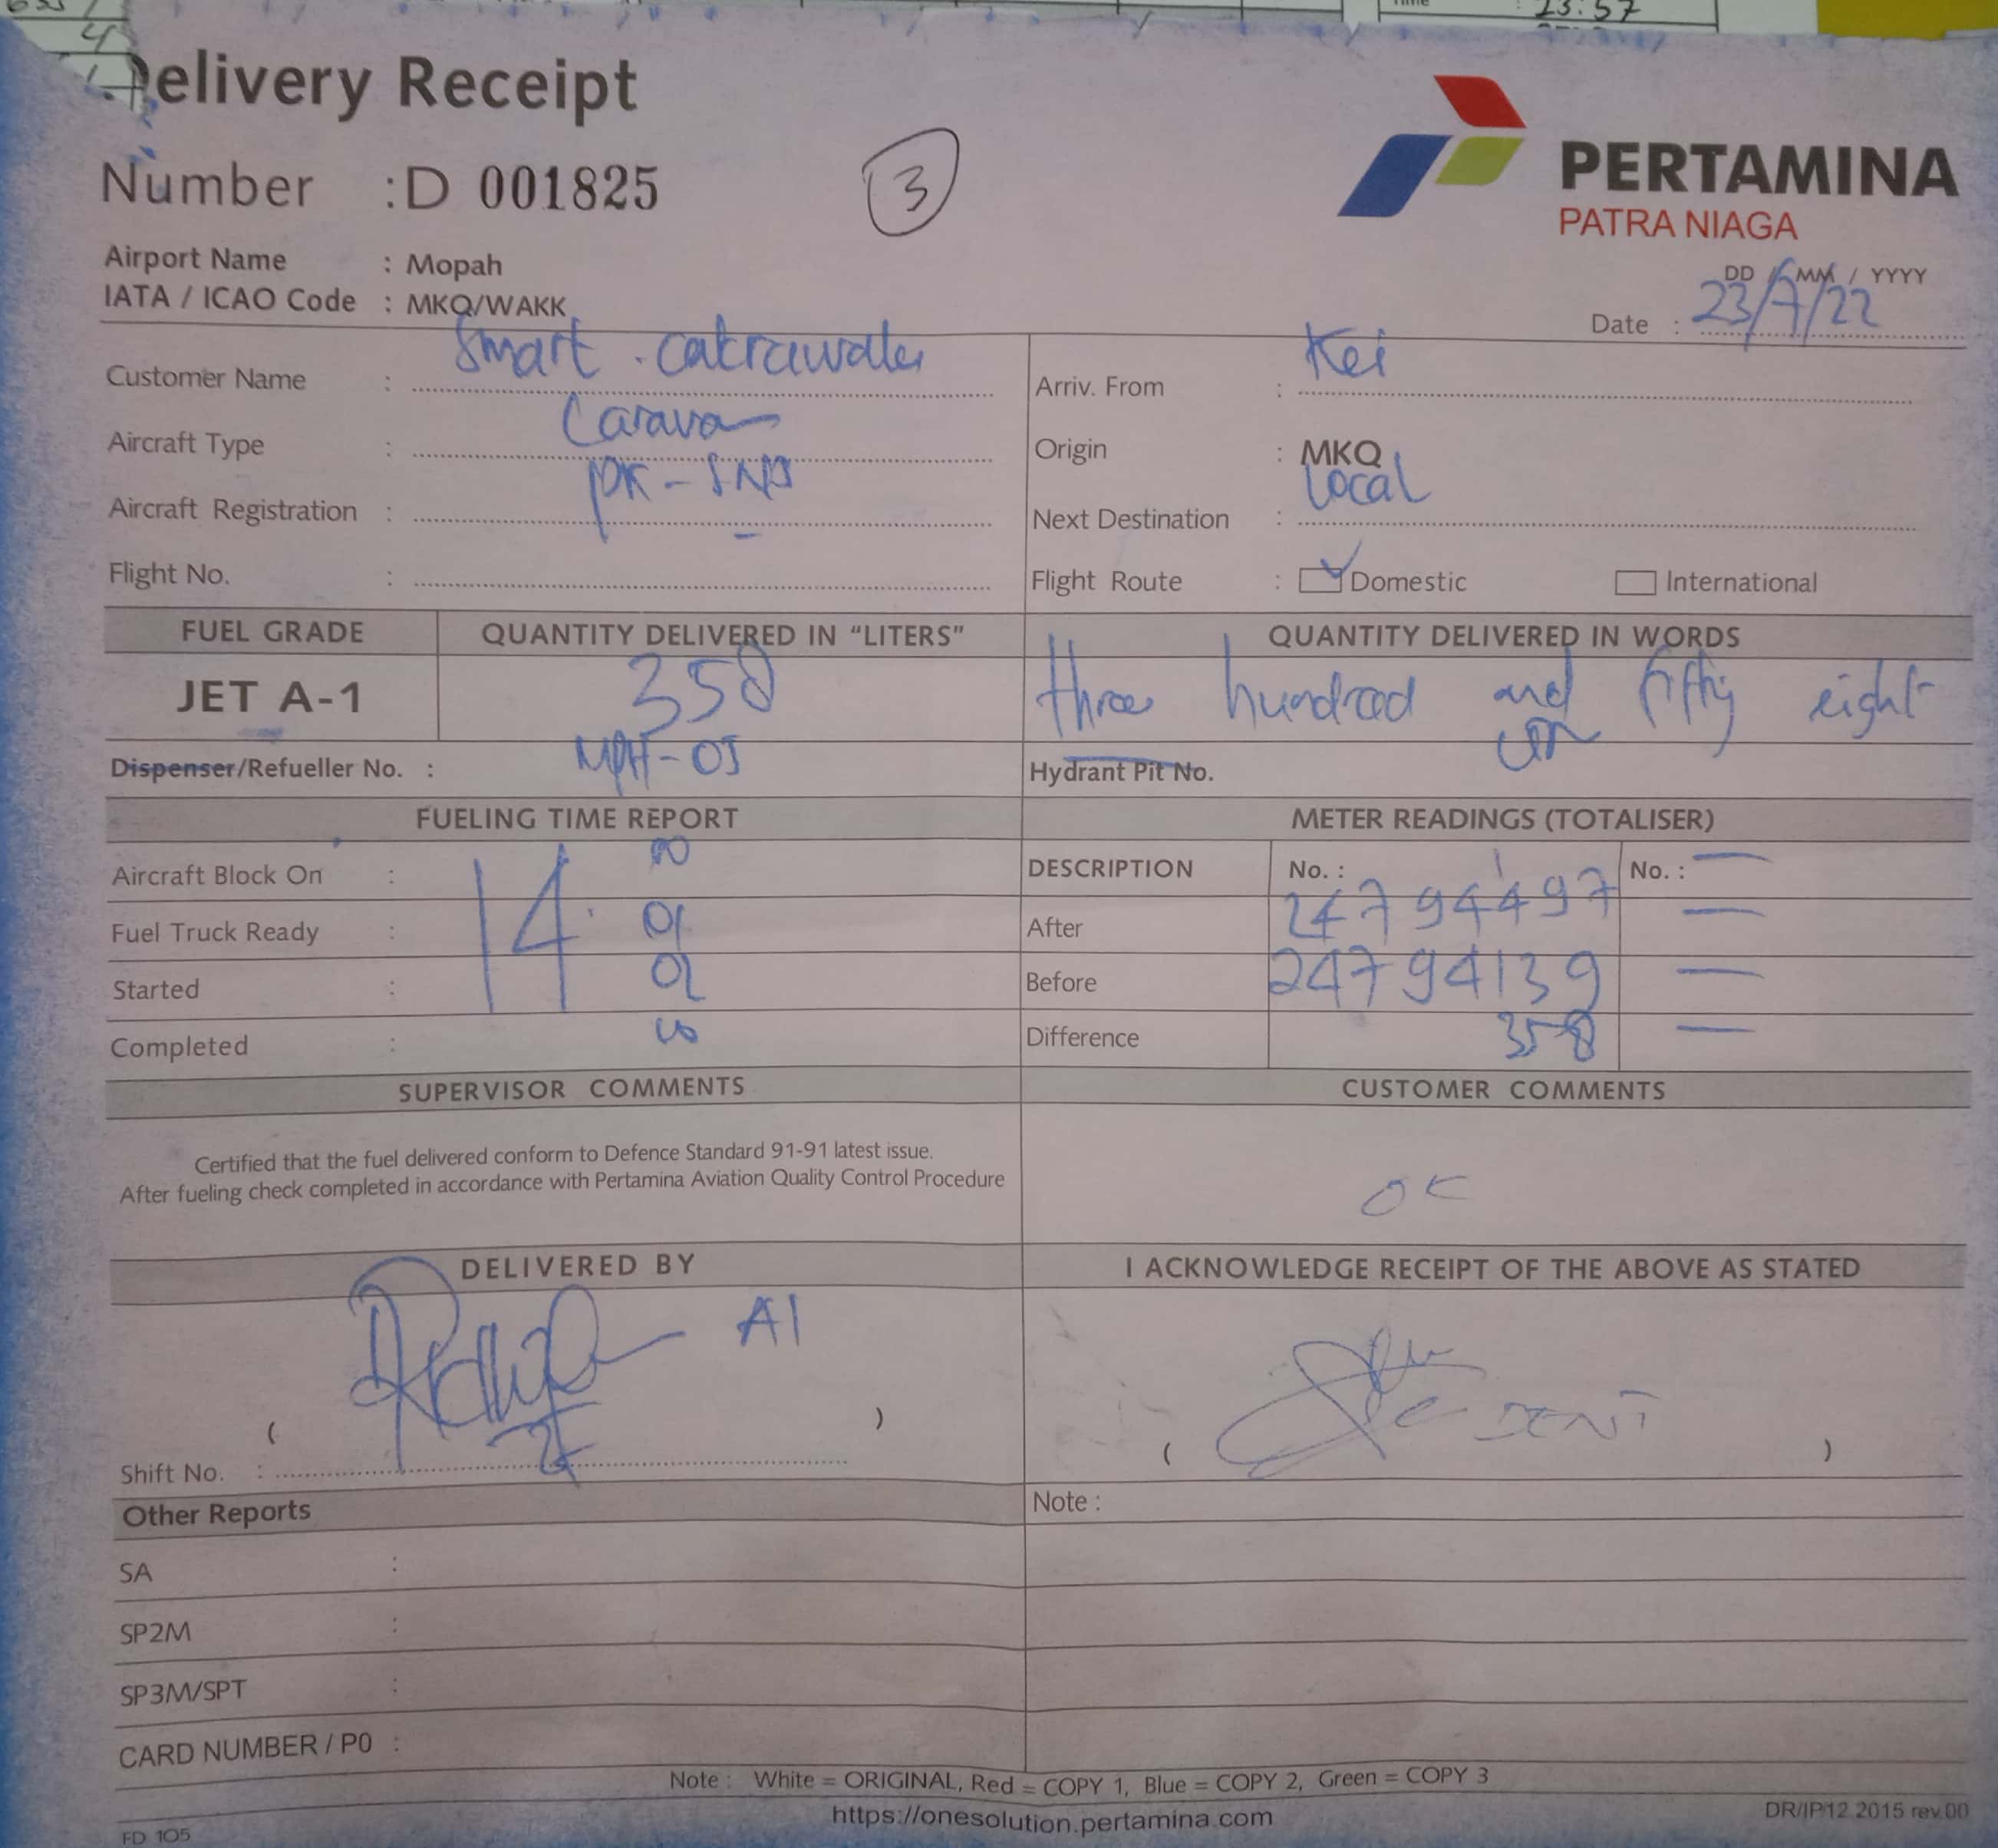 23:57
Delivery Receipt
Number : D 001825
3
PERTAMINA
PATRA NIAGA
Airport Name : Mopah
IATA / ICAO Code : MKQ/WAKK
DD / MM / YYYY
Date : 23/7/22
Customer Name : Smart . Cakrawala
Arriv. From : Kei
Aircraft Type : Caravan
Origin : MKQ
Aircraft Registration : PK-
Next Destination : Local
Flight No. :
Flight Route : Domestic International
FUEL GRADE QUANTITY DELIVERED IN “LITERS” QUANTITY DELIVERED IN WORDS
JET A-1 358 three hundred and fifty eight
Dispenser/Refueller No. : MPH-05 Hydrant Pit No.
FUELING TIME REPORT METER READINGS (TOTALISER)
Aircraft Block On : 14. 00 DESCRIPTION No. : No. : —
Fuel Truck Ready : 01 After 24794497 —
Started : 02 Before 24794139 —
Completed : Difference 358 —
SUPERVISOR COMMENTS CUSTOMER COMMENTS
Certified that the fuel delivered conform to Defence Standard 91-91 latest issue.
After fueling check completed in accordance with Pertamina Aviation Quality Control Procedure
OK
DELIVERED BY I ACKNOWLEDGE RECEIPT OF THE ABOVE AS STATED
AI
( ) ( DENI )
Shift No. :
Other Reports Note :
SA :
SP2M :
SP3M/SPT :
CARD NUMBER / P0 :
Note : White = ORIGINAL, Red = COPY 1, Blue = COPY 2, Green = COPY 3
https://onesolution.pertamina.com
DR/IP12.2015 rev.00
FD 105